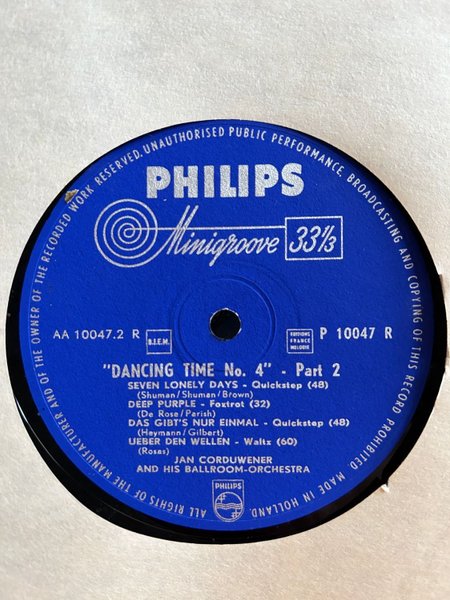 ALL RIGHTS OF THE MANUFACTURER AND OF THE OWNER OF THE RECORDED WORK RESERVED. UNAUTHORISED PUBLIC PERFORMANCE, BROADCASTING AND COPYING OF THIS RECORD PROHIBITED. MADE IN HOLLAND.
PHILIPS
Minigroove 33⅓
AA 10047.2 R B.I.E.M. EDITIONS FRANCE MELODIE P 10047 R
"DANCING TIME No. 4" - Part 2
SEVEN LONELY DAYS - Quickstep (48)
(Shuman/Shuman/Brown)
DEEP PURPLE - Foxtrot (32)
(De Rose/Parish)
DAS GIBT'S NUR EINMAL - Quickstep (48)
(Heymann/Gilbert)
UEBER DEN WELLEN - Waltz (60)
(Rosas)
JAN CORDUWENER
AND HIS BALLROOM-ORCHESTRA
PHILIPS